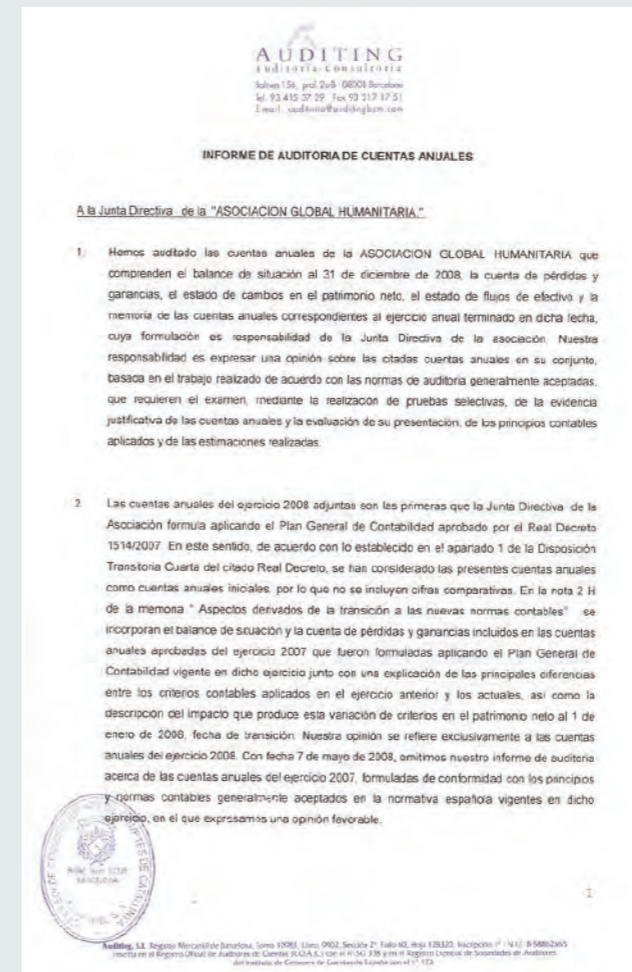 AUDITING
Auditoría-Consultoría
Tel. 93 415 37 29 Fax 93 217 17 51
INFORME DE AUDITORIA DE CUENTAS ANUALES
A la Junta Directiva de la "ASOCIACION GLOBAL HUMANITARIA."
1. Hemos auditado las cuentas anuales de la ASOCIACION GLOBAL HUMANITARIA que
comprenden el balance de situación al 31 de diciembre de 2008, la cuenta de pérdidas y
ganancias, el estado de cambios en el patrimonio neto, el estado de flujos de efectivo y la
memoria de las cuentas anuales correspondientes al ejercicio anual terminado en dicha fecha,
cuya formulación es responsabilidad de la Junta Directiva de la asociación. Nuestra
responsabilidad es expresar una opinión sobre las citadas cuentas anuales en su conjunto,
basada en el trabajo realizado de acuerdo con las normas de auditoria generalmente aceptadas,
que requieren el examen, mediante la realización de pruebas selectivas, de la evidencia
justificativa de las cuentas anuales y la evaluación de su presentación, de los principios contables
aplicados y de las estimaciones realizadas.
2. Las cuentas anuales del ejercicio 2008 adjuntas son las primeras que la Junta Directiva de la
Asociación formula aplicando el Plan General de Contabilidad aprobado por el Real Decreto
1514/2007. En este sentido, de acuerdo con lo establecido en el apartado 1 de la Disposición
Transitoria Cuarta del citado Real Decreto, se han considerado las presentes cuentas anuales
como cuentas anuales iniciales, por lo que no se incluyen cifras comparativas. En la nota 2 H
de la memoria " Aspectos derivados de la transición a las nuevas normas contables" se
incorporan el balance de situación y la cuenta de pérdidas y ganancias incluidos en las cuentas
anuales aprobadas del ejercicio 2007 que fueron formuladas aplicando el Plan General de
Contabilidad vigente en dicho ejercicio junto con una explicación de las principales diferencias
entre los criterios contables aplicados en el ejercicio anterior y los actuales, así como la
descripción del impacto que produce esta variación de criterios en el patrimonio neto al 1 de
enero de 2008, fecha de transición. Nuestra opinión se refiere exclusivamente a las cuentas
anuales del ejercicio 2008. Con fecha 7 de mayo de 2008, emitimos nuestro informe de auditoria
acerca de las cuentas anuales del ejercicio 2007, formuladas de conformidad con los principios
y normas contables generalmente aceptados en la normativa española vigentes en dicho
ejercicio, en el que expresamos una opinión favorable.
1
Auditing, S.L. Registro Mercantil de Barcelona,